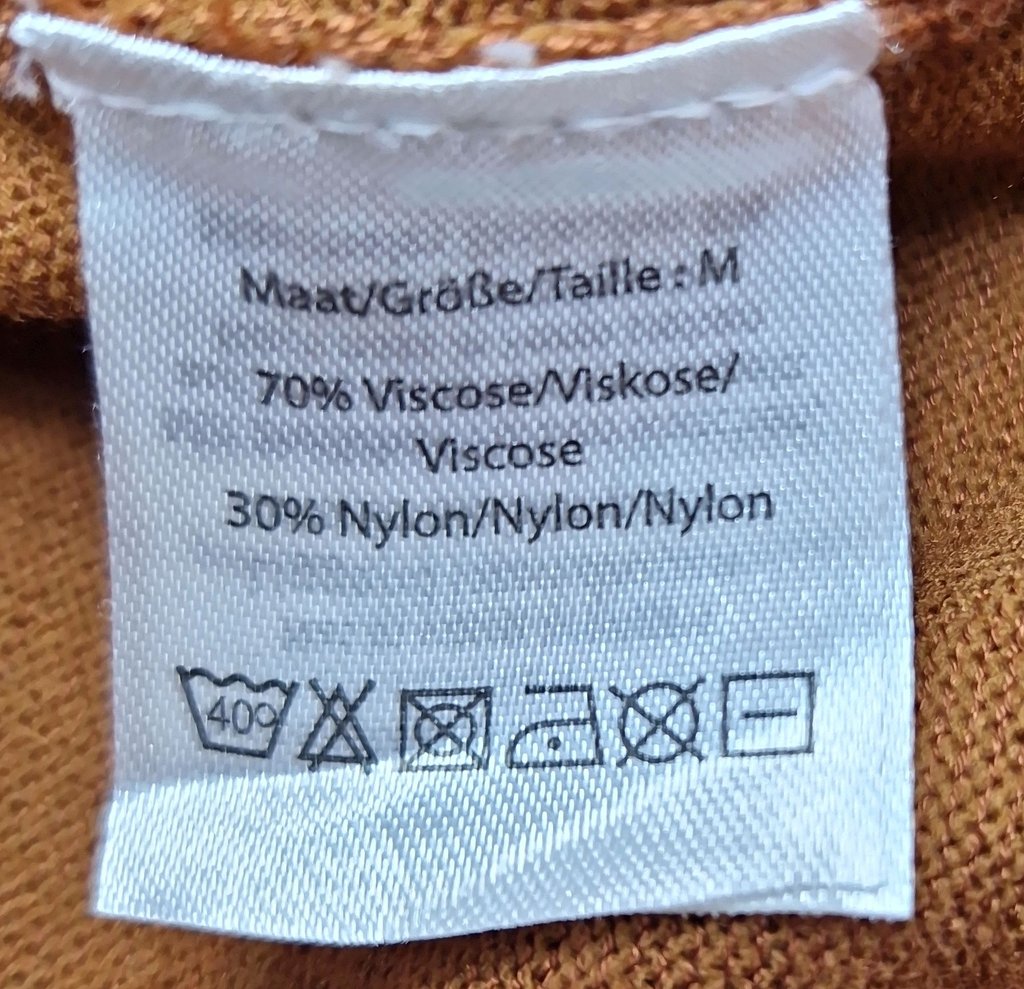 Maat/Größe/Taille : M
70% Viscose/Viskose/
Viscose
30% Nylon/Nylon/Nylon
40°